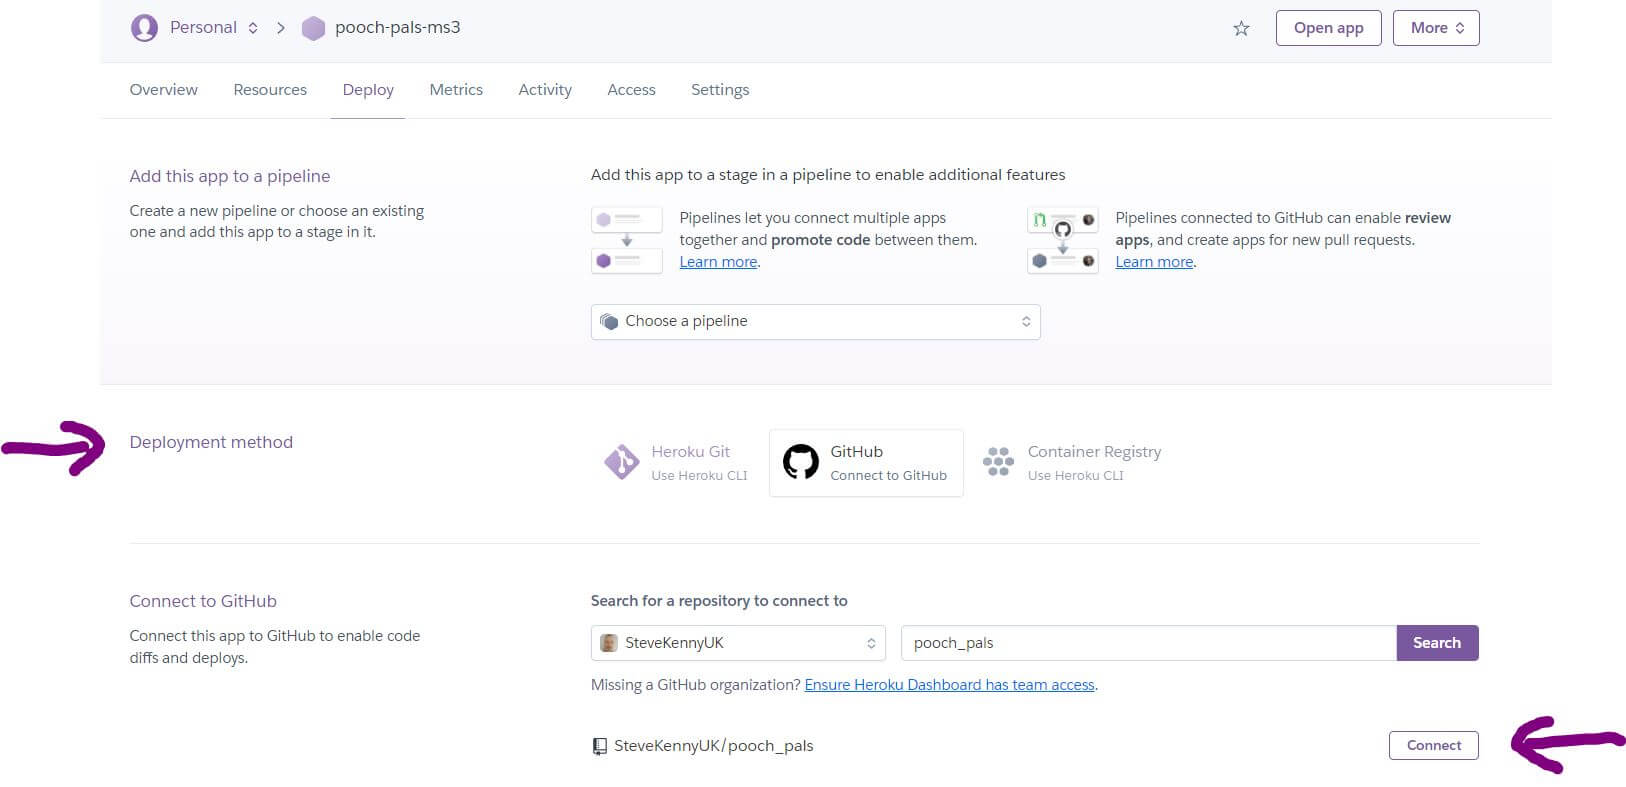 Personal > pooch-pals-ms3
Open app
More
Overview Resources Deploy Metrics Activity Access Settings
Add this app to a pipeline
Create a new pipeline or choose an existing
one and add this app to a stage in it.
Add this app to a stage in a pipeline to enable additional features
Pipelines let you connect multiple apps
together and promote code between them.
Learn more.
Pipelines connected to GitHub can enable review
apps, and create apps for new pull requests.
Learn more.
Choose a pipeline
Deployment method
Heroku Git
Use Heroku CLI
GitHub
Connect to GitHub
Container Registry
Use Heroku CLI
Connect to GitHub
Connect this app to GitHub to enable code
diffs and deploys.
Search for a repository to connect to
SteveKennyUK
pooch_pals
Search
Missing a GitHub organization? Ensure Heroku Dashboard has team access.
SteveKennyUK/pooch_pals
Connect